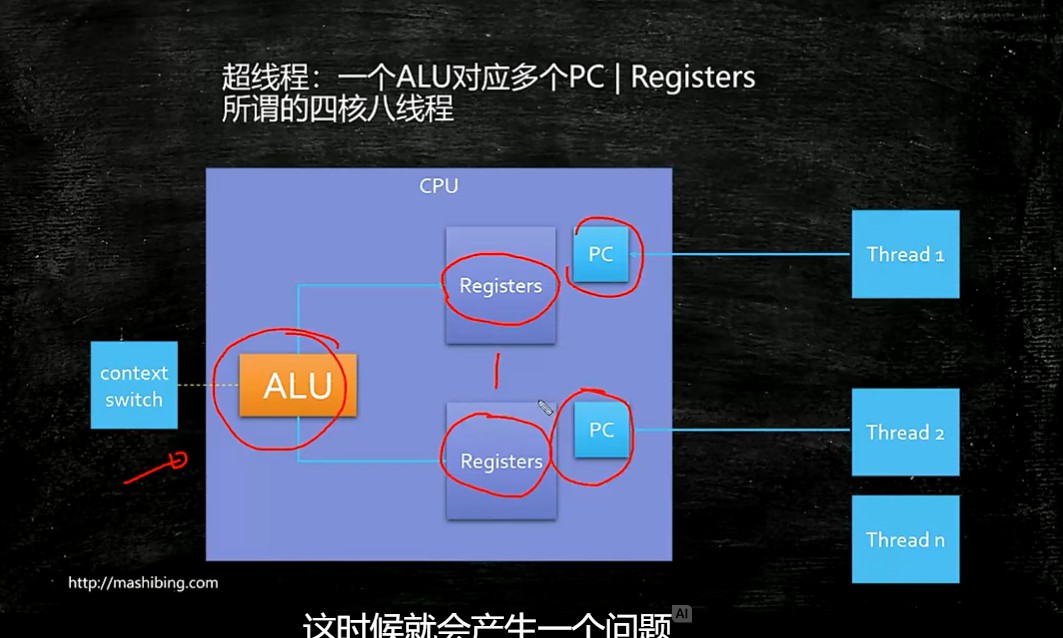 超线程：一个ALU对应多个PC | Registers
所谓的四核八线程
CPU
Registers
PC
Thread 1
context
switch
ALU
Registers
PC
Thread 2
Thread n
http://mashibing.com
这时候就会产生一个问题
AI